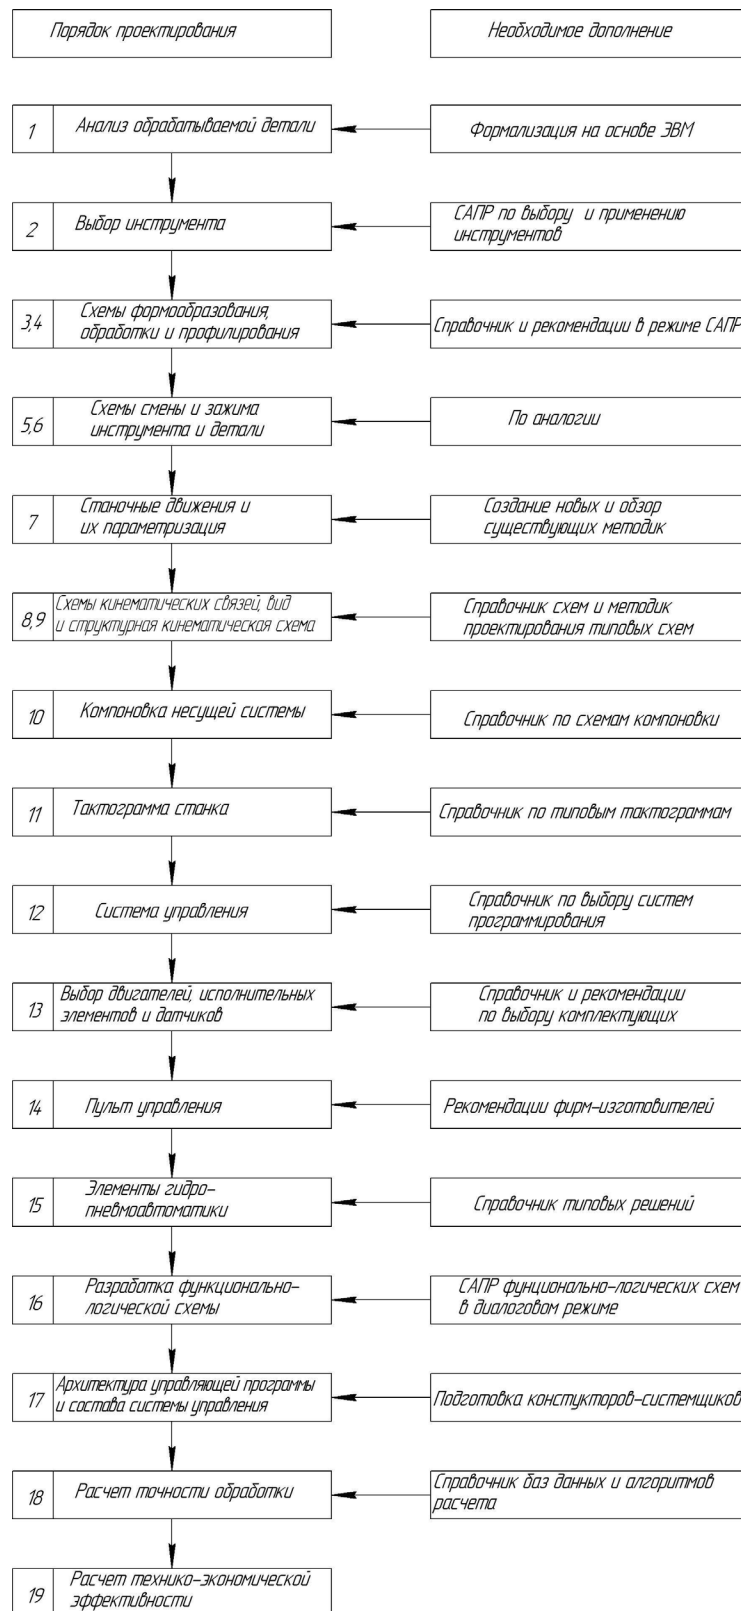 Порядок проектирования
Необходимое дополнение
1
Анализ обрабатываемой детали
Формализация на основе ЭВМ
2
Выбор инструмента
САПР по выбору и применению
инструментов
3,4
Схемы формообразования,
обработки и профилирования
Справочник и рекомендации в режиме САПР
5,6
Схемы смены и зажима
инструмента и детали
По аналогии
7
Станочные движения и
их параметризация
Создание новых и обзор
существующих методик
8,9
Схемы кинематических связей, вид
и структурная кинематическая схема
Справочник схем и методик
проектирования типовых схем
10
Компоновка несущей системы
Справочник по схемам компоновки
11
Тактограмма станка
Справочник по типовым тактограммам
12
Система управления
Справочник по выбору систем
программирования
13
Выбор двигателей, исполнительных
элементов и датчиков
Справочник и рекомендации
по выбору комплектующих
14
Пульт управления
Рекомендации фирм-изготовителей
15
Элементы гидро-
пневмоавтоматики
Справочник типовых решений
16
Разработка функционально-
логической схемы
САПР фунционально-логических схем
в диалоговом режиме
17
Архитектура управляющей программы
и состава системы управления
Подготовка констукторов-системщиков
18
Расчет точности обработки
Справочник баз данных и алгоритмов
расчета
19
Расчет технико-экономической
эффективности